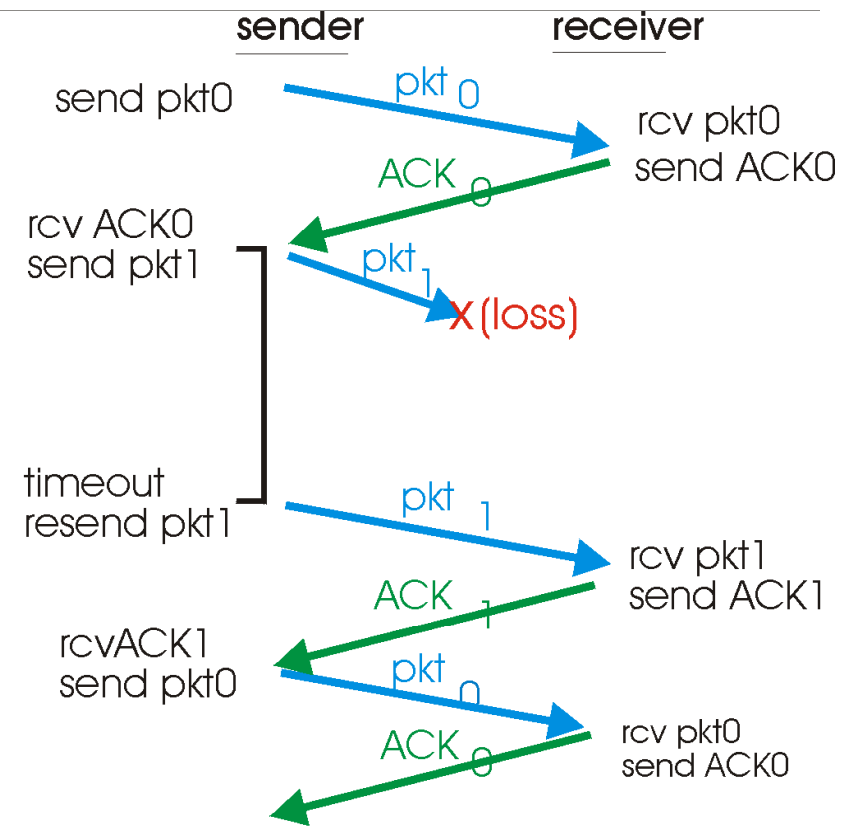 sender receiver
send pkt0
pkt 0
rcv pkt0
send ACK0
ACK 0
rcv ACK0
send pkt1
pkt 1
X (loss)
timeout
resend pkt1
pkt 1
rcv pkt1
send ACK1
ACK 1
rcvACK1
send pkt0
pkt 0
rcv pkt0
send ACK0
ACK 0